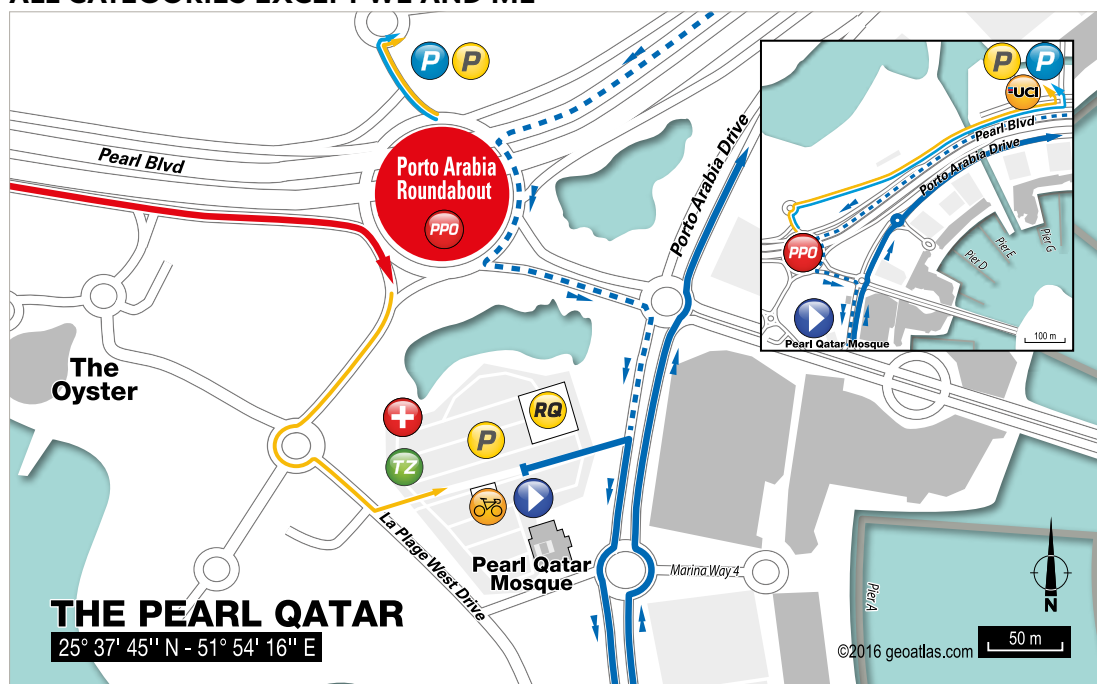 ALL CATEGORIES EXCEPT WE AND ME
P P
Pearl Blvd
Porto Arabia
Roundabout
PPO
Porto Arabia Drive
P P
UCI
Pearl Blvd
Porto Arabia Drive
PPO
Pier D
Pier E
Pier G
100 m
Pearl Qatar Mosque
The
Oyster
RQ
P
TZ
La Plage West Drive
Pearl Qatar
Mosque
Marina Way 4
Pier A
N
THE PEARL QATAR
25° 37' 45'' N - 51° 54' 16'' E
©2016 geoatlas.com
50 m